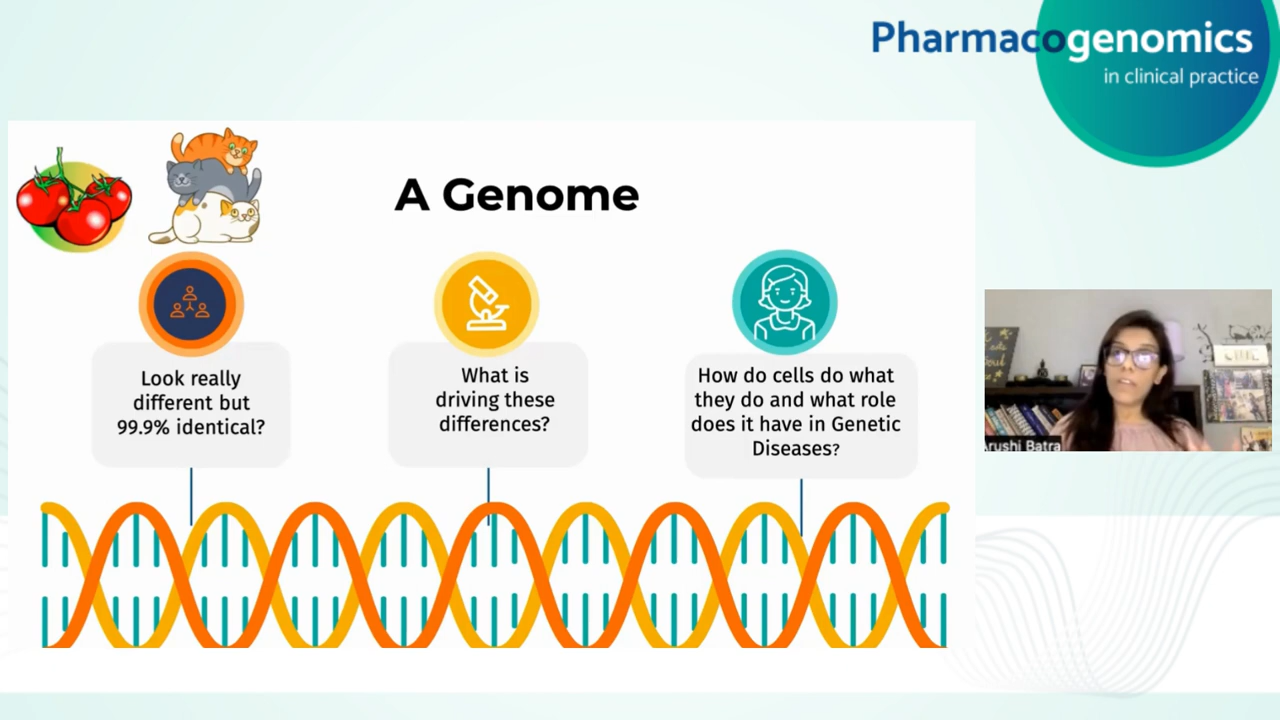 Pharmacogenomics
in clinical practice
A Genome
Look really
different but
99.9% identical?
What is
driving these
differences?
How do cells do what
they do and what role
does it have in Genetic
Diseases?
Arushi Batra